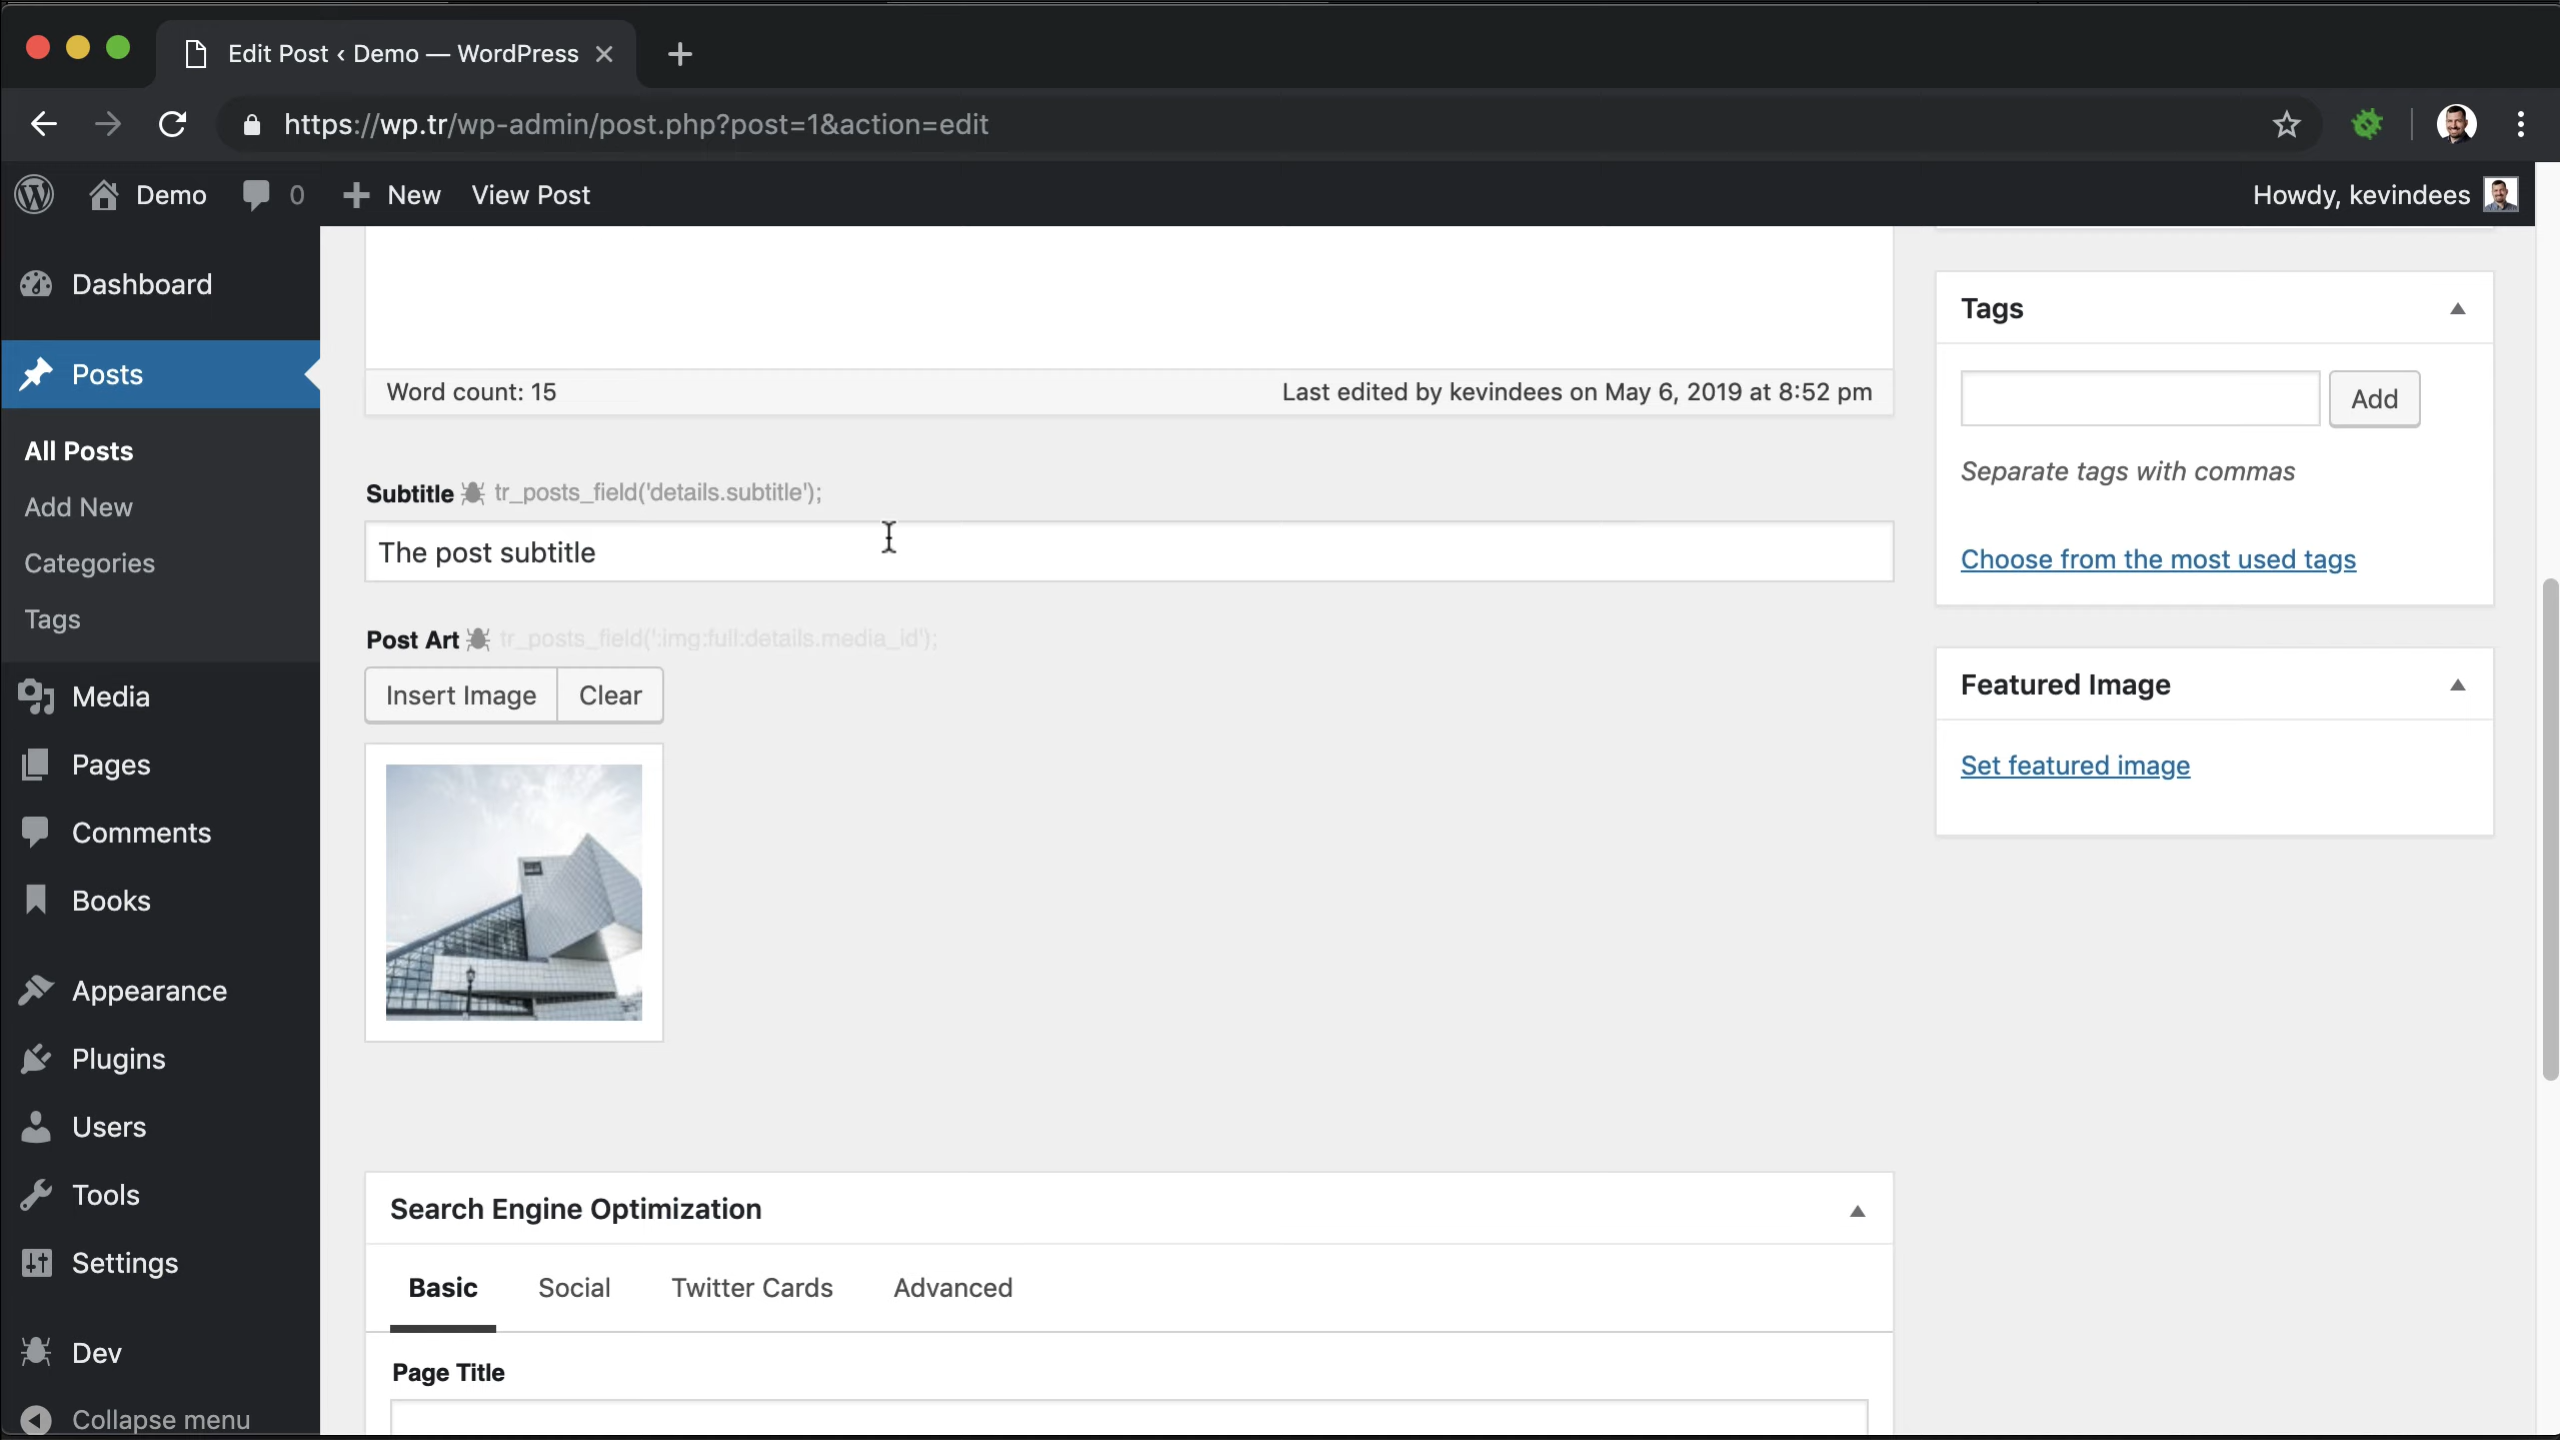 Edit Post ‹ Demo — WordPress
https://wp.tr/wp-admin/post.php?post=1&action=edit
Demo 0 New View Post
Howdy, kevindees
Dashboard
Posts
All Posts
Add New
Categories
Tags
Media
Pages
Comments
Books
Appearance
Plugins
Users
Tools
Settings
Dev
Collapse menu
Word count: 15
Last edited by kevindees on May 6, 2019 at 8:52 pm
Subtitle tr_posts_field('details.subtitle');
The post subtitle
Post Art tr_posts_field(':img:full:details.media_id');
Insert Image Clear
Search Engine Optimization
Basic Social Twitter Cards Advanced
Page Title
Tags
Add
Separate tags with commas
Choose from the most used tags
Featured Image
Set featured image